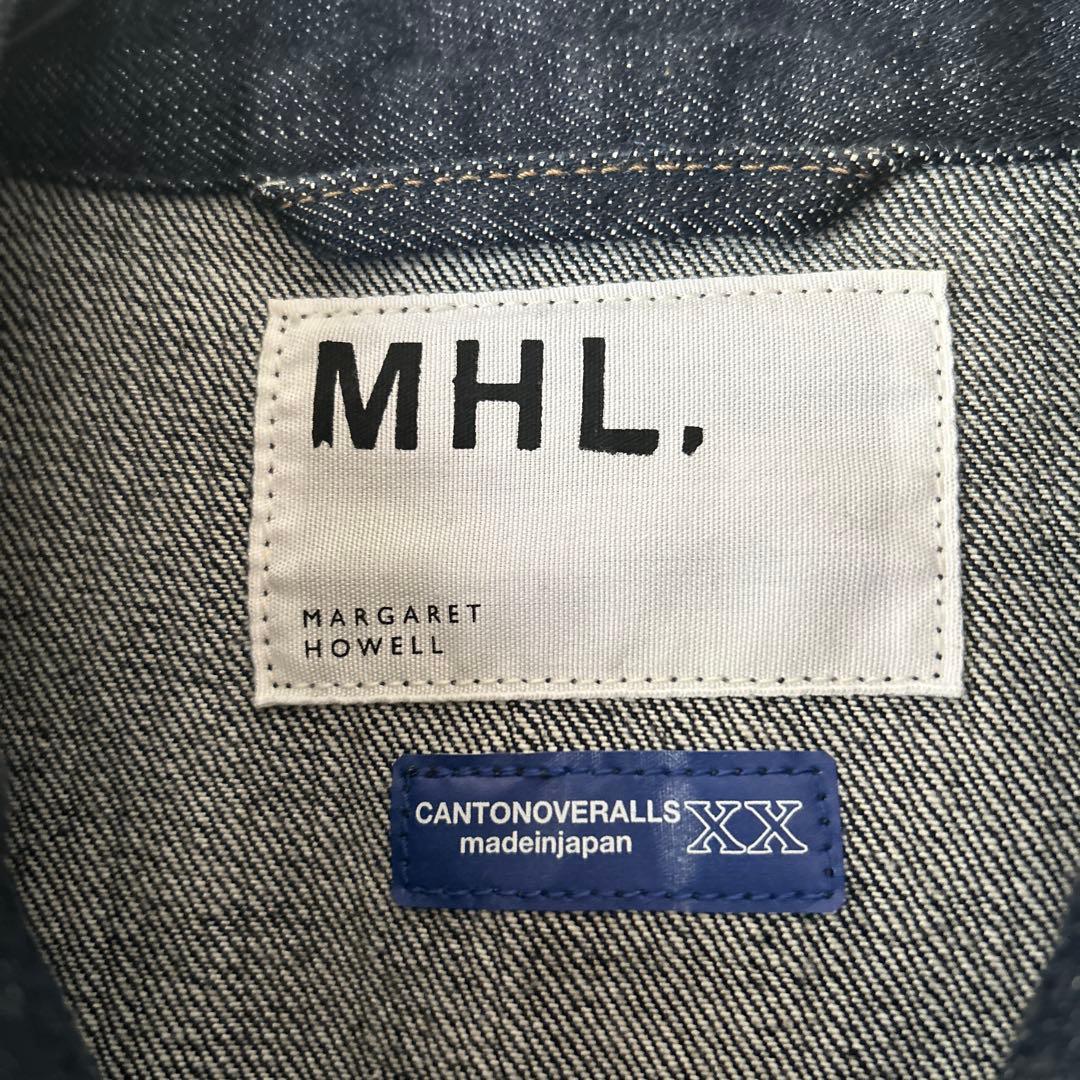 MHL.
MARGARET
HOWELL
CANTONOVERALLS XX
madeinjapan